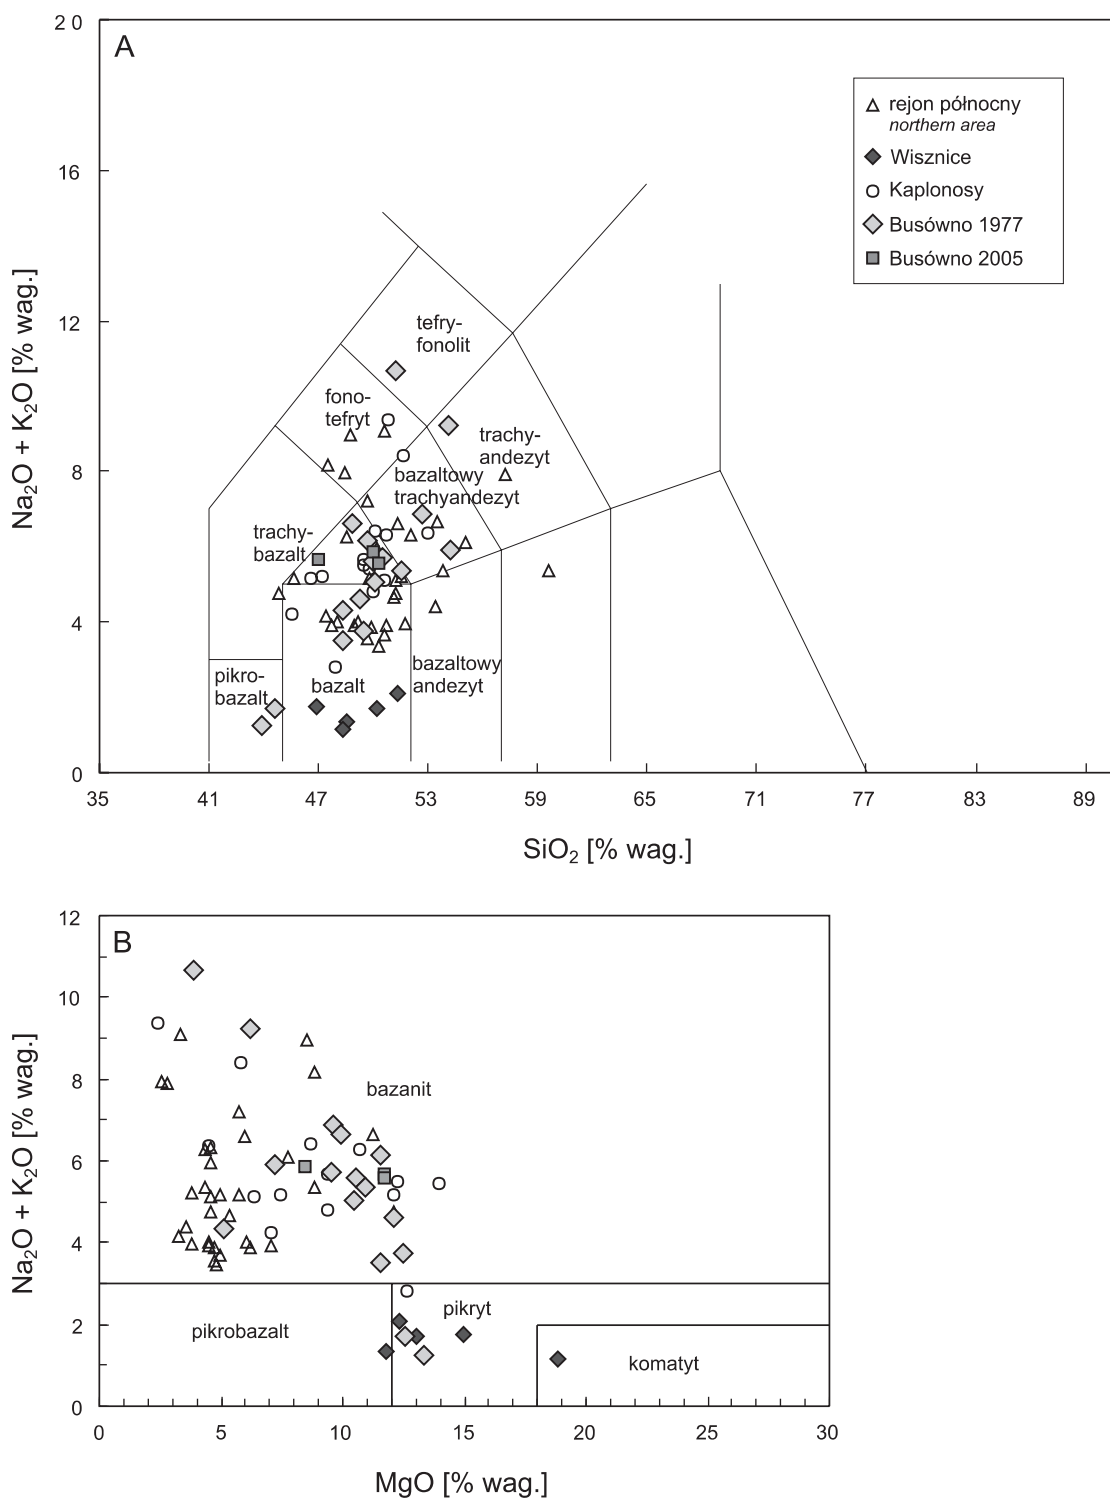 20
A
rejon północny
northern area
Wisznice
Kaplonosy
Busówno 1977
Busówno 2005
16
12
8
4
0
Na₂O + K₂O [% wag.]
tefry-
fonolit
fono-
tefryt
trachy-
andezyt
bazaltowy
trachyandezyt
trachy-
bazalt
pikro-
bazalt
bazalt
bazaltowy
andezyt
35 41 47 53 59 65 71 77 83 89
SiO₂ [% wag.]
12
B
10
8
6
4
2
0
Na₂O + K₂O [% wag.]
bazanit
pikrobazalt
pikryt
komatyt
0 5 10 15 20 25 30
MgO [% wag.]